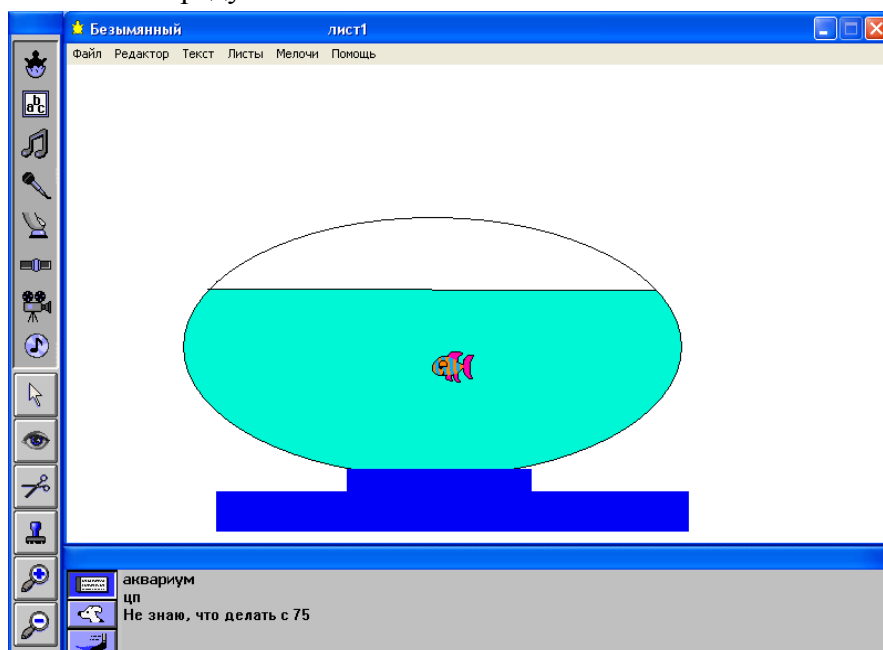 Безымянный лист1
Файл Редактор Текст Листы Мелочи Помощь
аквариум
цп
Не знаю, что делать с 75